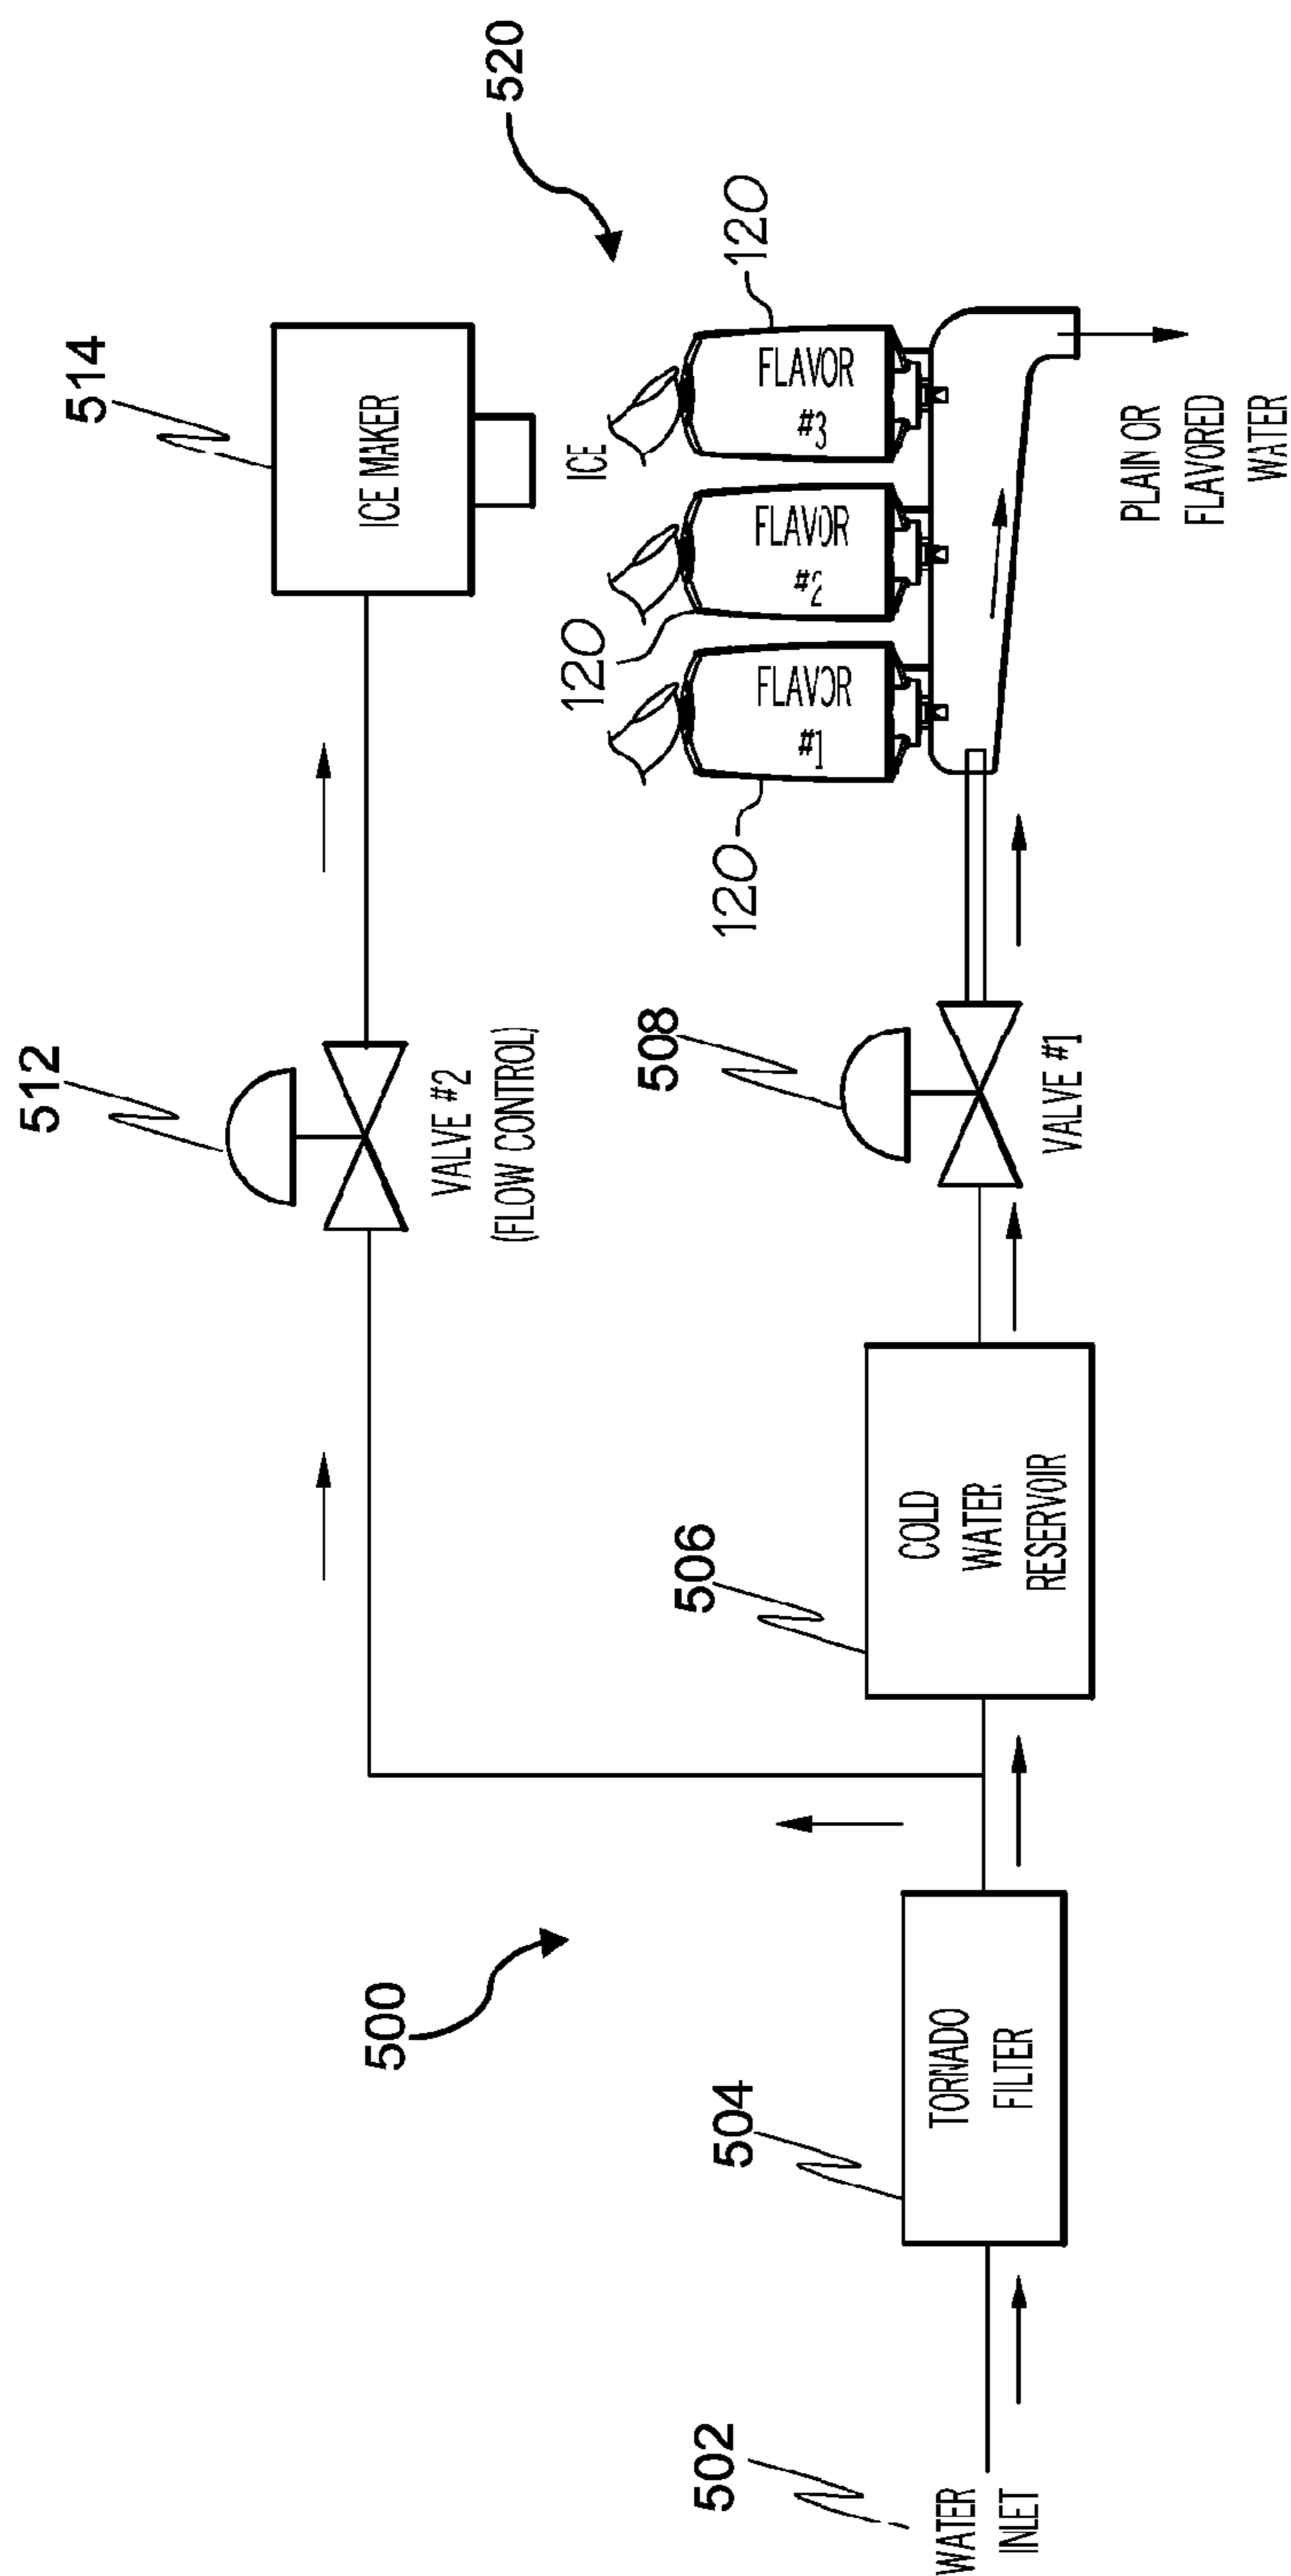 520
514
ICE MAKER
ICE
120
FLAVOR
#3
120
FLAVOR
#2
120
FLAVOR
#1
PLAIN OR
FLAVORED
WATER
512
VALVE #2
(FLOW CONTROL)
508
VALVE #1
506
COLD
WATER
RESERVOIR
500
504
TORNADO
FILTER
502
WATER
INLET